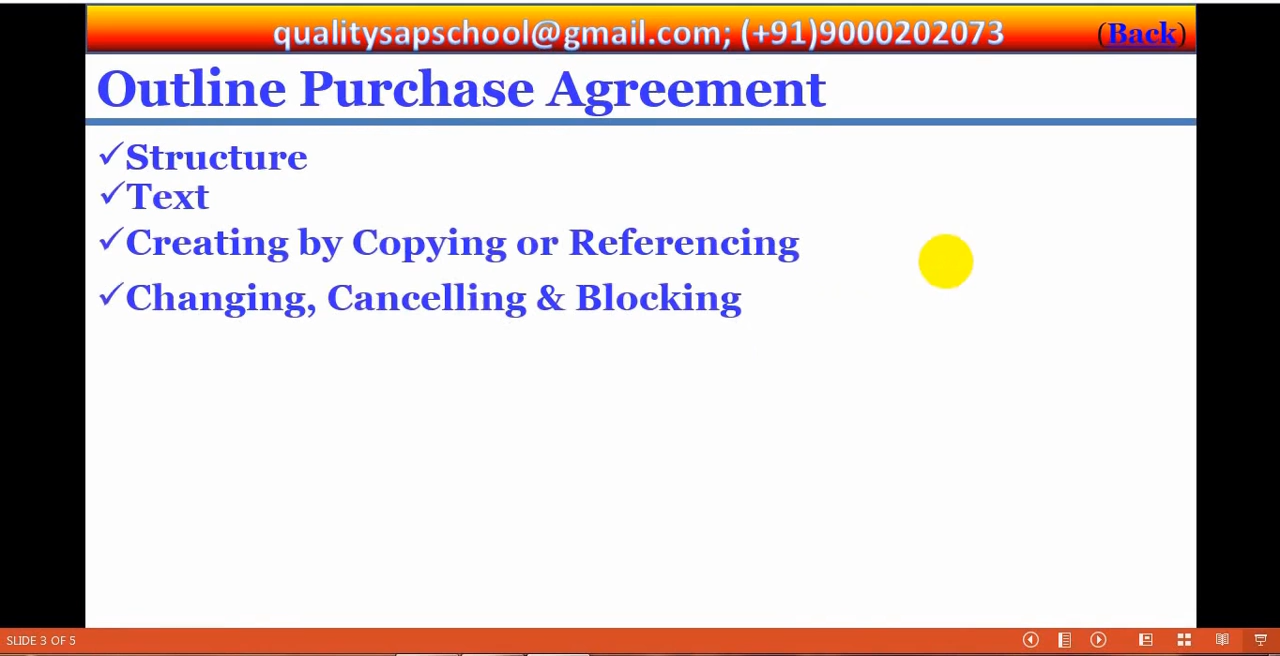 qualitysapschool@gmail.com; (+91)9000202073 (Back)
Outline Purchase Agreement
✓Structure
✓Text
✓Creating by Copying or Referencing
✓Changing, Cancelling & Blocking
SLIDE 3 OF 5